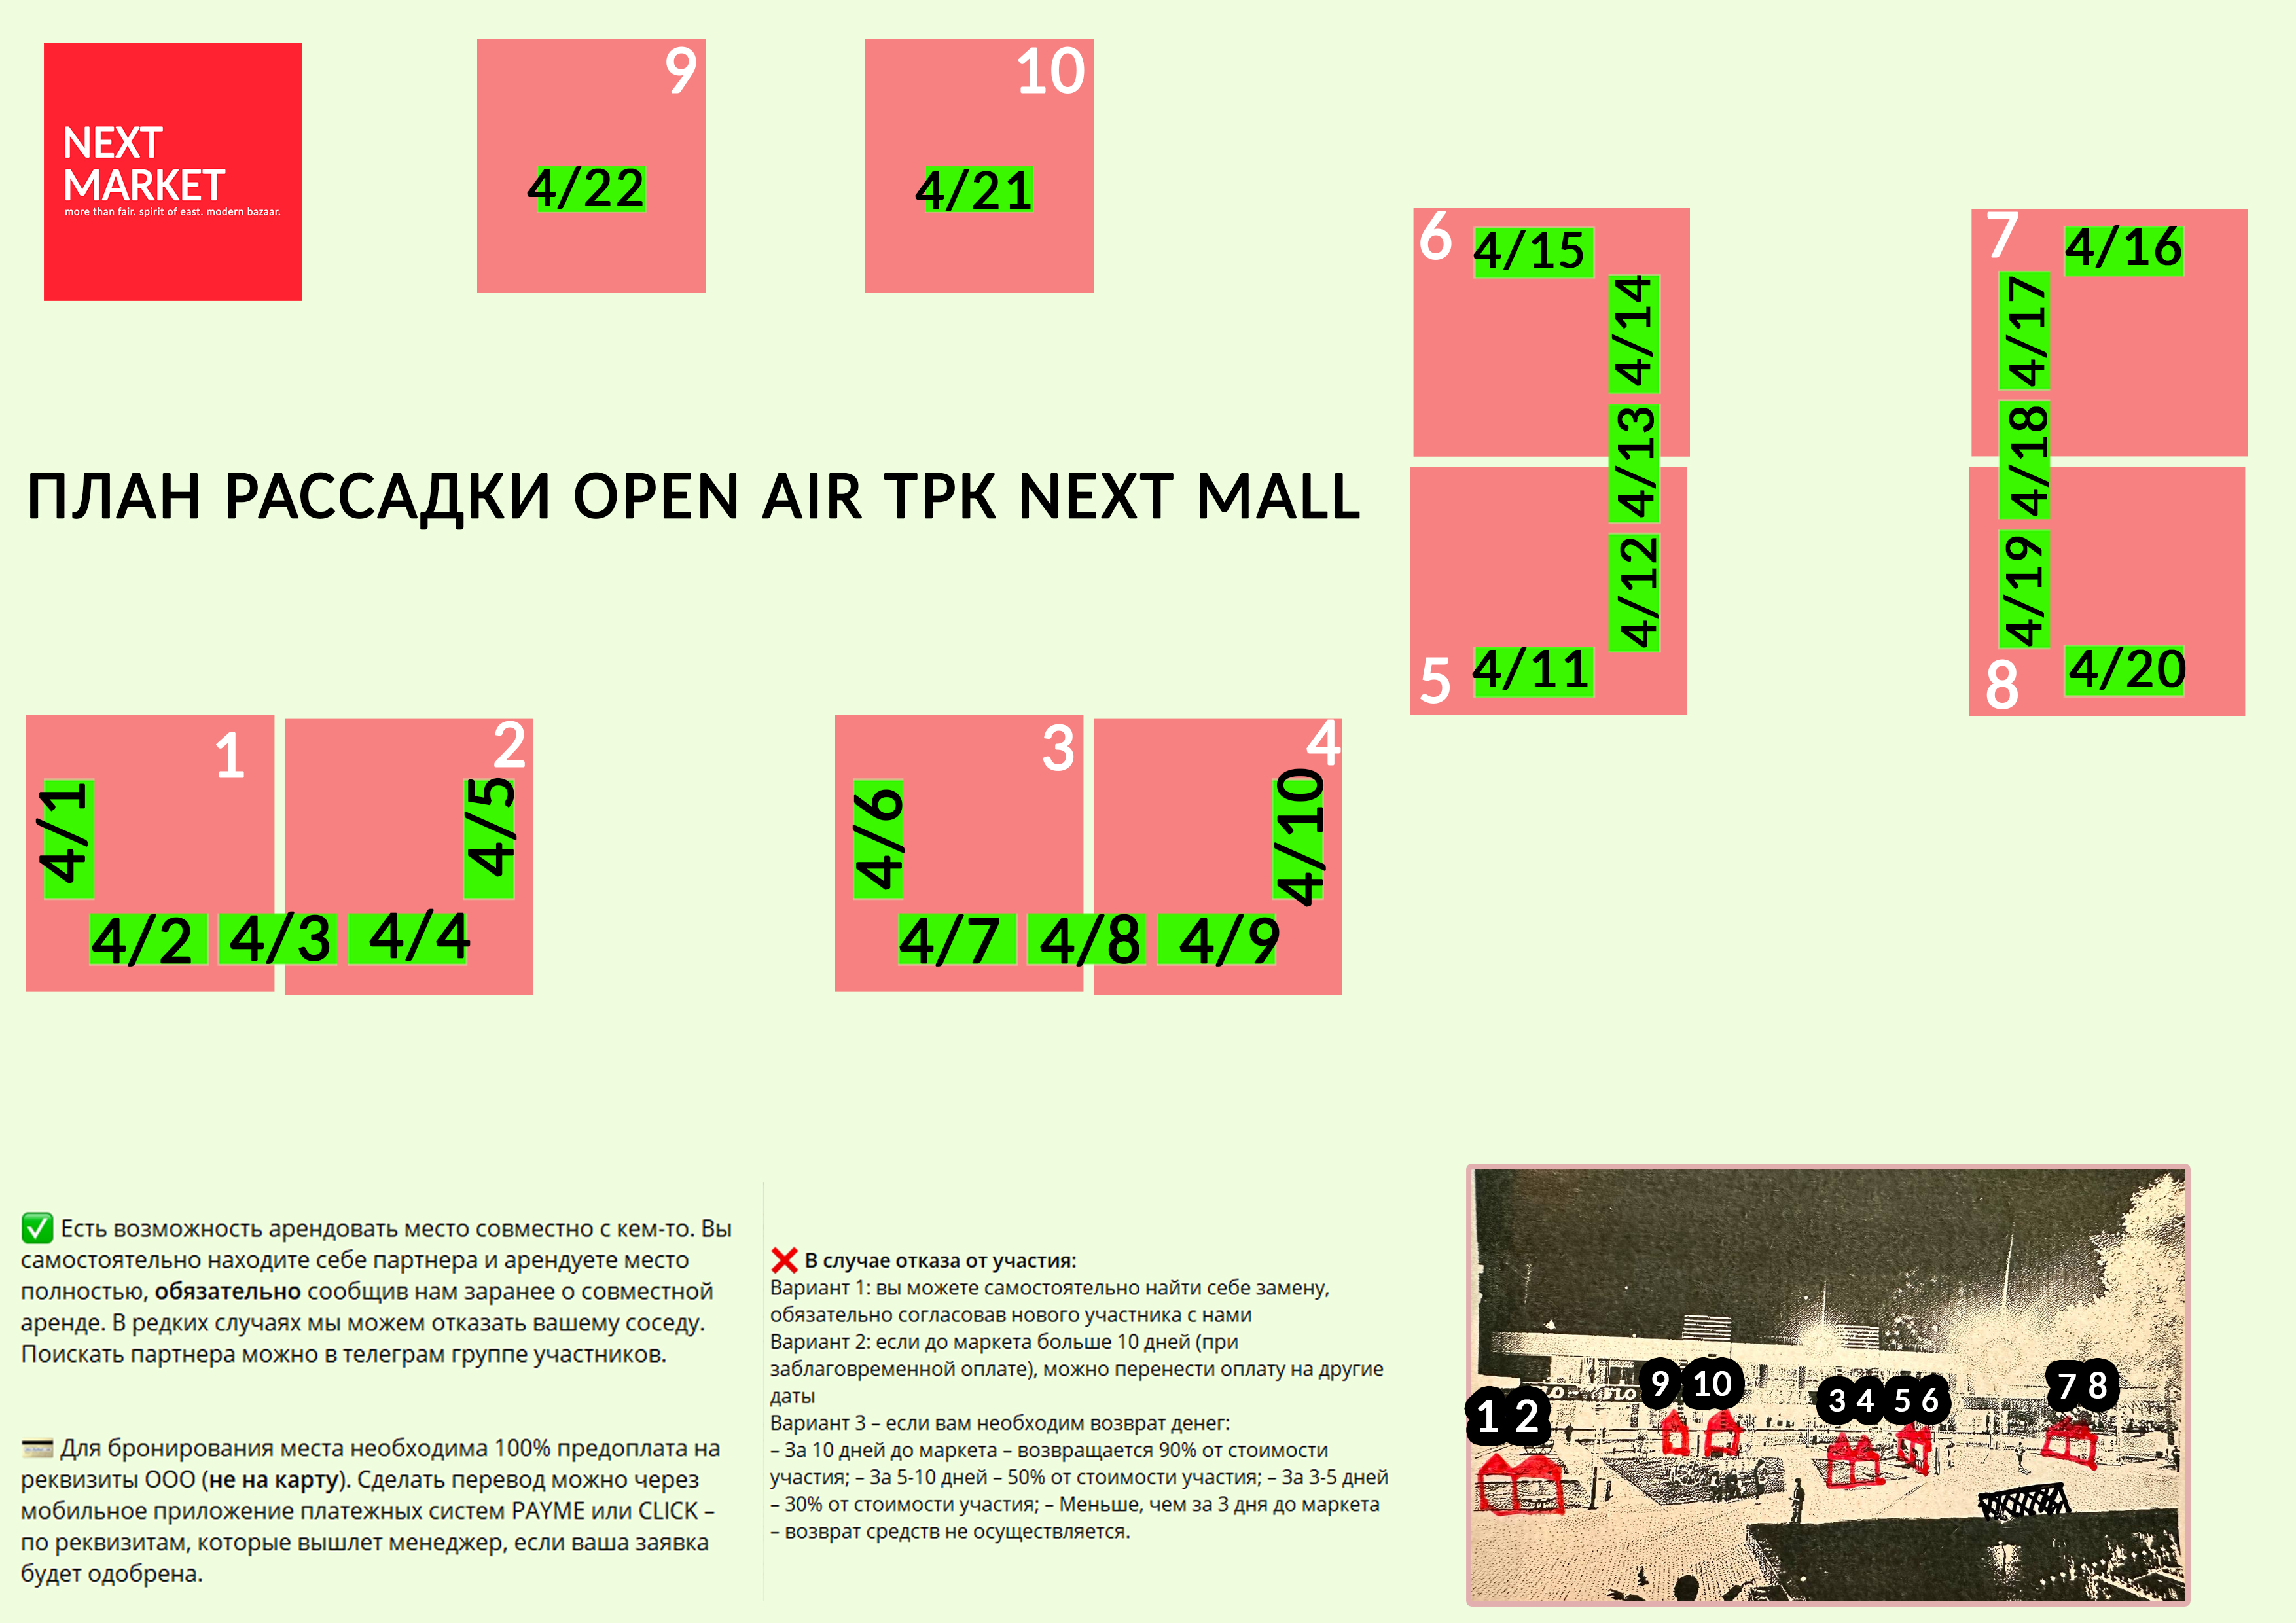 NEXT
MARKET
more than fair. spirit of east. modern bazaar.
9
4/22
10
4/21
6
4/15
4/14
4/13
4/12
5
4/11
7
4/16
4/17
4/18
4/19
8
4/20
ПЛАН РАССАДКИ OPEN AIR ТРК NEXT MALL
1
4/1
2
4/5
4/2
4/3
4/4
3
4/6
4
4/10
4/7
4/8
4/9
✅ Есть возможность арендовать место совместно с кем-то. Вы
самостоятельно находите себе партнера и арендуете место
полностью, обязательно сообщив нам заранее о совместной
аренде. В редких случаях мы можем отказать вашему соседу.
Поискать партнера можно в телеграм группе участников.
💳 Для бронирования места необходима 100% предоплата на
реквизиты ООО (не на карту). Сделать перевод можно через
мобильное приложение платежных систем PAYME или CLICK –
по реквизитам, которые вышлет менеджер, если ваша заявка
будет одобрена.
❌ В случае отказа от участия:
Вариант 1: вы можете самостоятельно найти себе замену,
обязательно согласовав нового участника с нами
Вариант 2: если до маркета больше 10 дней (при
заблаговременной оплате), можно перенести оплату на другие
даты
Вариант 3 – если вам необходим возврат денег:
– За 10 дней до маркета – возвращается 90% от стоимости
участия; – За 5-10 дней – 50% от стоимости участия; – За 3-5 дней
– 30% от стоимости участия; – Меньше, чем за 3 дня до маркета
– возврат средств не осуществляется.
9 10
7 8
3 4 5 6
1 2
FLO